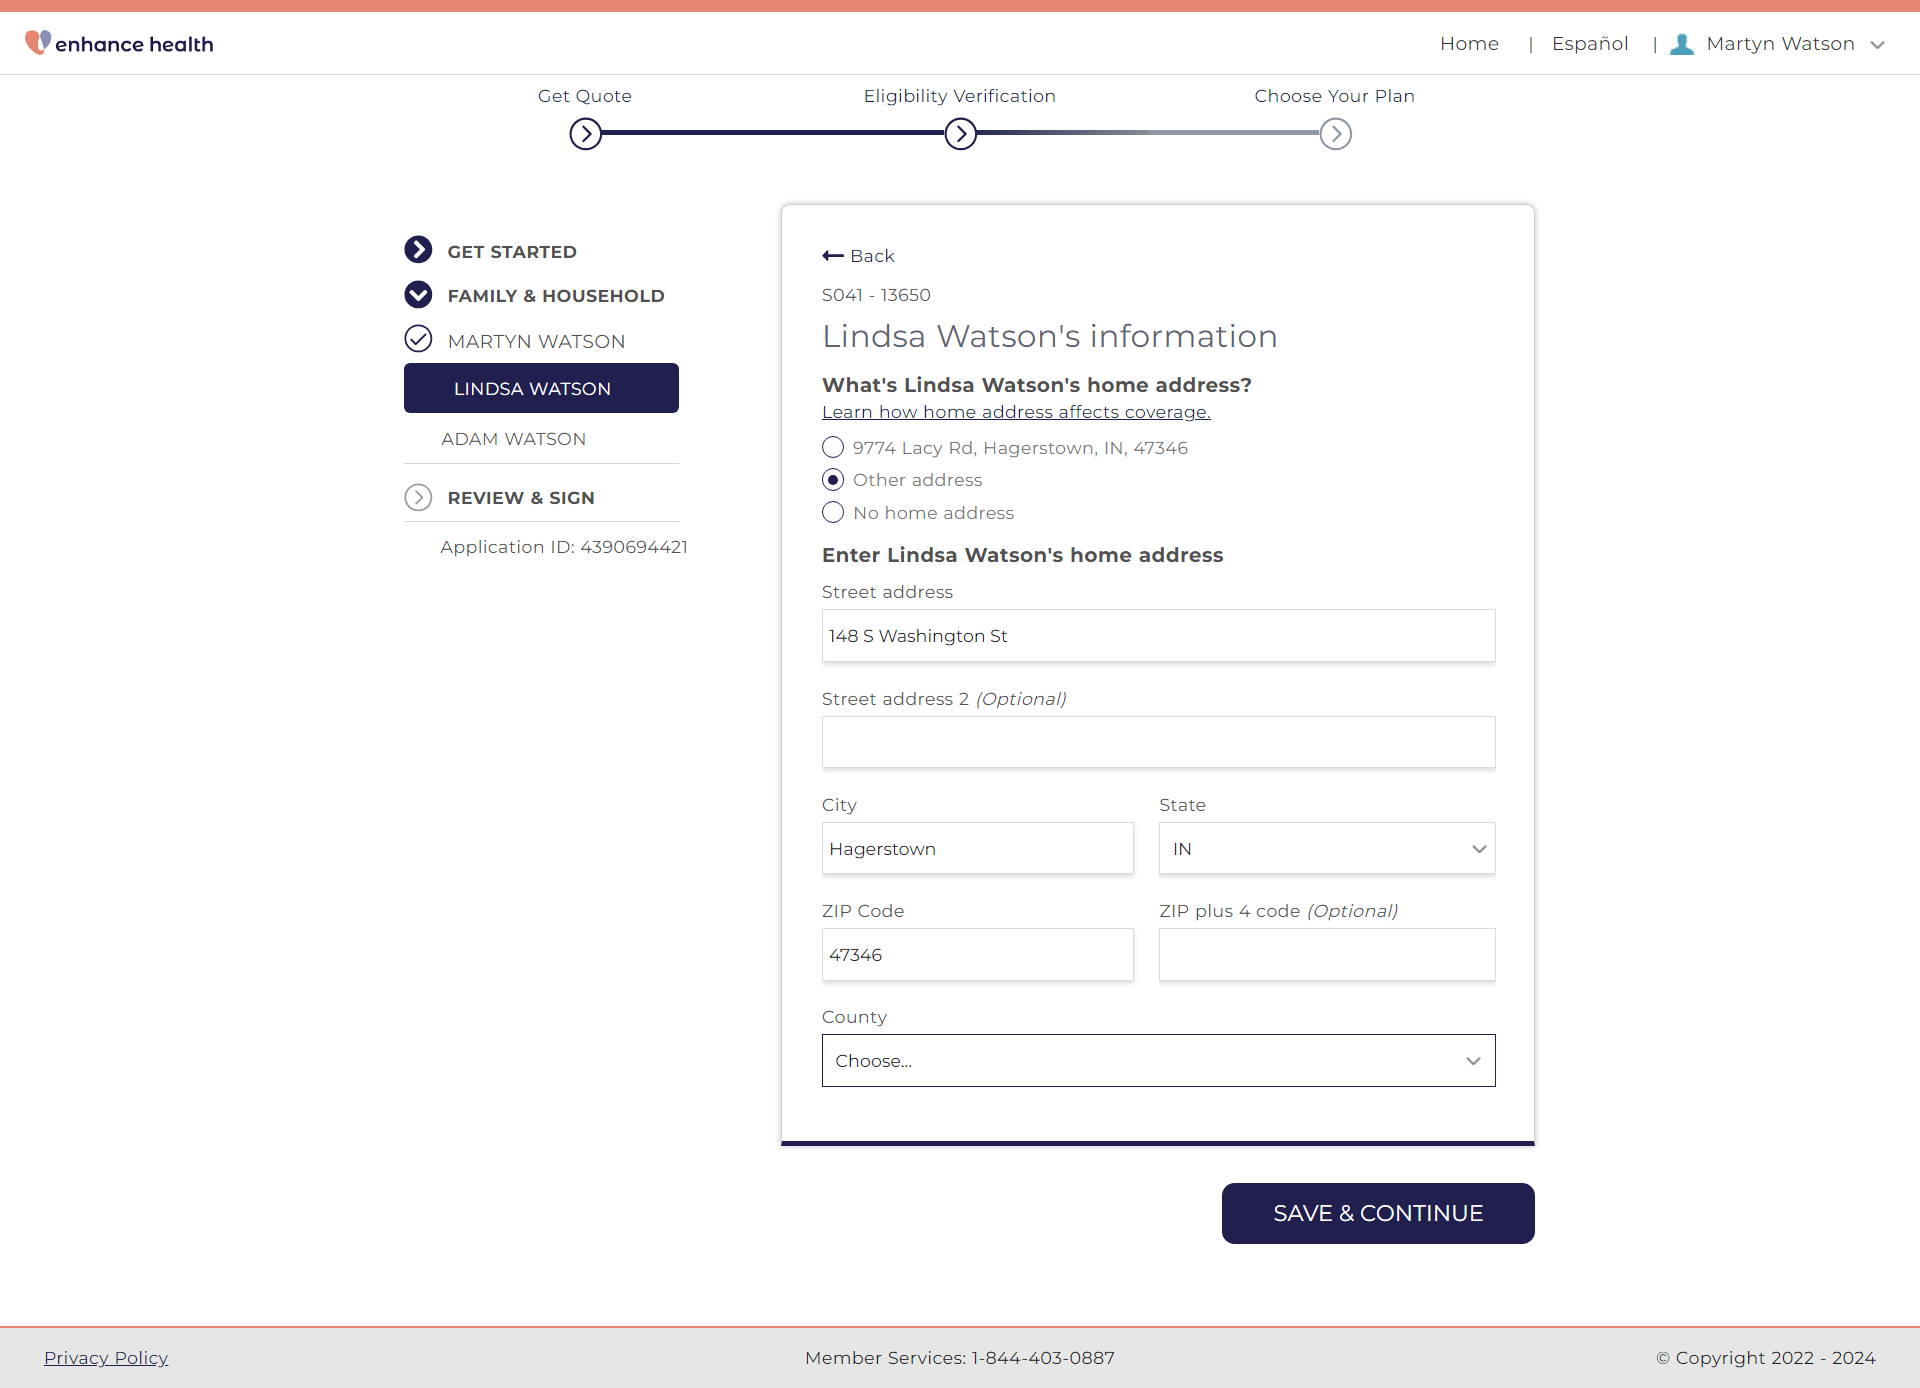 enhance health
Home | Español | Martyn Watson
Get Quote
Eligibility Verification
Choose Your Plan
GET STARTED
FAMILY & HOUSEHOLD
MARTYN WATSON
LINDSA WATSON
ADAM WATSON
REVIEW & SIGN
Application ID: 4390694421
Back
S041 - 13650
Lindsa Watson's information
What's Lindsa Watson's home address?
Learn how home address affects coverage.
9774 Lacy Rd, Hagerstown, IN, 47346
Other address
No home address
Enter Lindsa Watson's home address
Street address
148 S Washington St
Street address 2 (Optional)
City
Hagerstown
State
IN
ZIP Code
47346
ZIP plus 4 code (Optional)
County
Choose...
SAVE & CONTINUE
Privacy Policy
Member Services: 1-844-403-0887
© Copyright 2022 - 2024